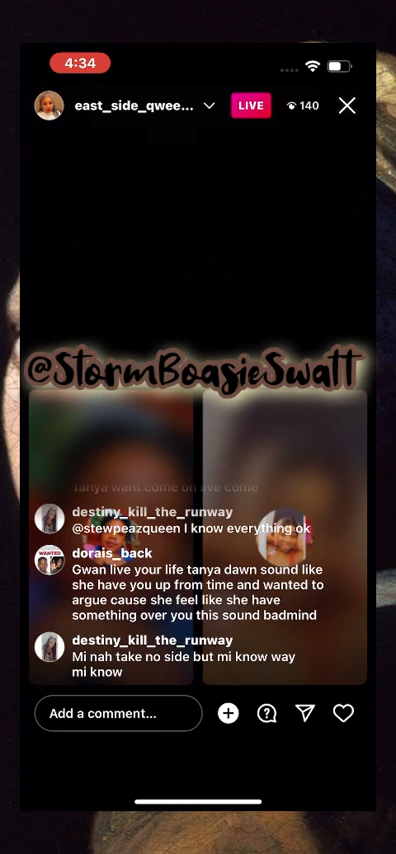 4:34
east_side_qwee...
LIVE
140
@StormBoagieSwatt
Tanya want come on live come
destiny_kill_the_runway
@stewpeazqueen I know everything ok
WANTED
dorais_back
Gwan live your life tanya dawn sound like
she have you up from time and wanted to
argue cause she feel like she have
something over you this sound badmind
destiny_kill_the_runway
Mi nah take no side but mi know way
mi know
Add a comment...